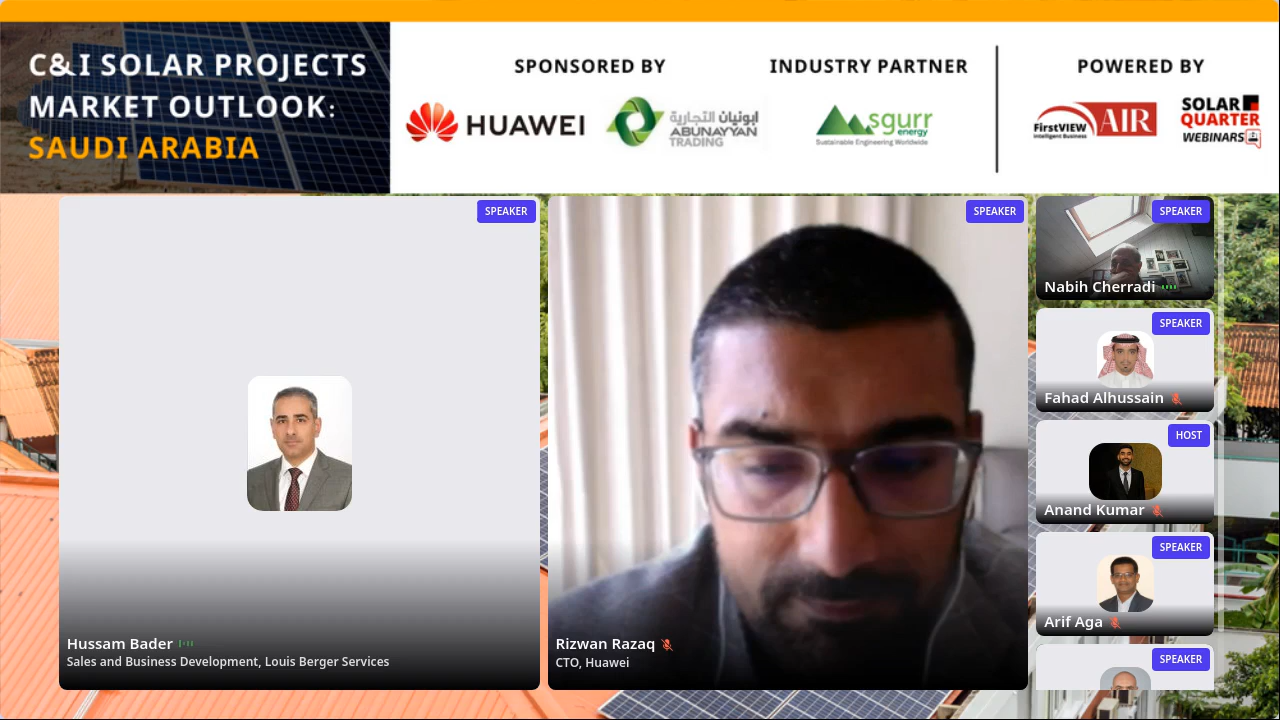 C&I SOLAR PROJECTS
MARKET OUTLOOK:
SAUDI ARABIA
SPONSORED BY
INDUSTRY PARTNER
POWERED BY
HUAWEI
ابونيان التجارية
ABUNAYYAN
TRADING
sgurr
energy
Sustainable Engineering Worldwide
FirstVIEW
Intelligent Business
AIR
SOLAR
QUARTER
WEBINARS
SPEAKER
Hussam Bader
Sales and Business Development, Louis Berger Services
SPEAKER
Rizwan Razaq
CTO, Huawei
SPEAKER
Nabih Cherradi
SPEAKER
Fahad Alhussain
HOST
Anand Kumar
SPEAKER
Arif Aga
SPEAKER